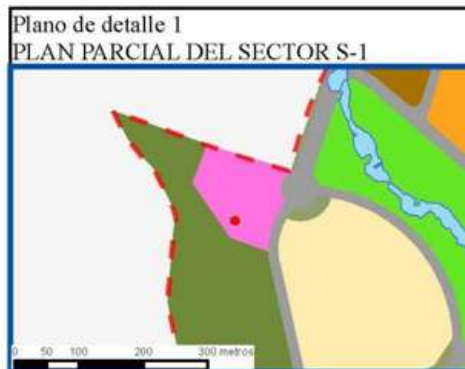 Plano de detalle 1
PLAN PARCIAL DEL SECTOR S-1
0 50 100 200 300 metros